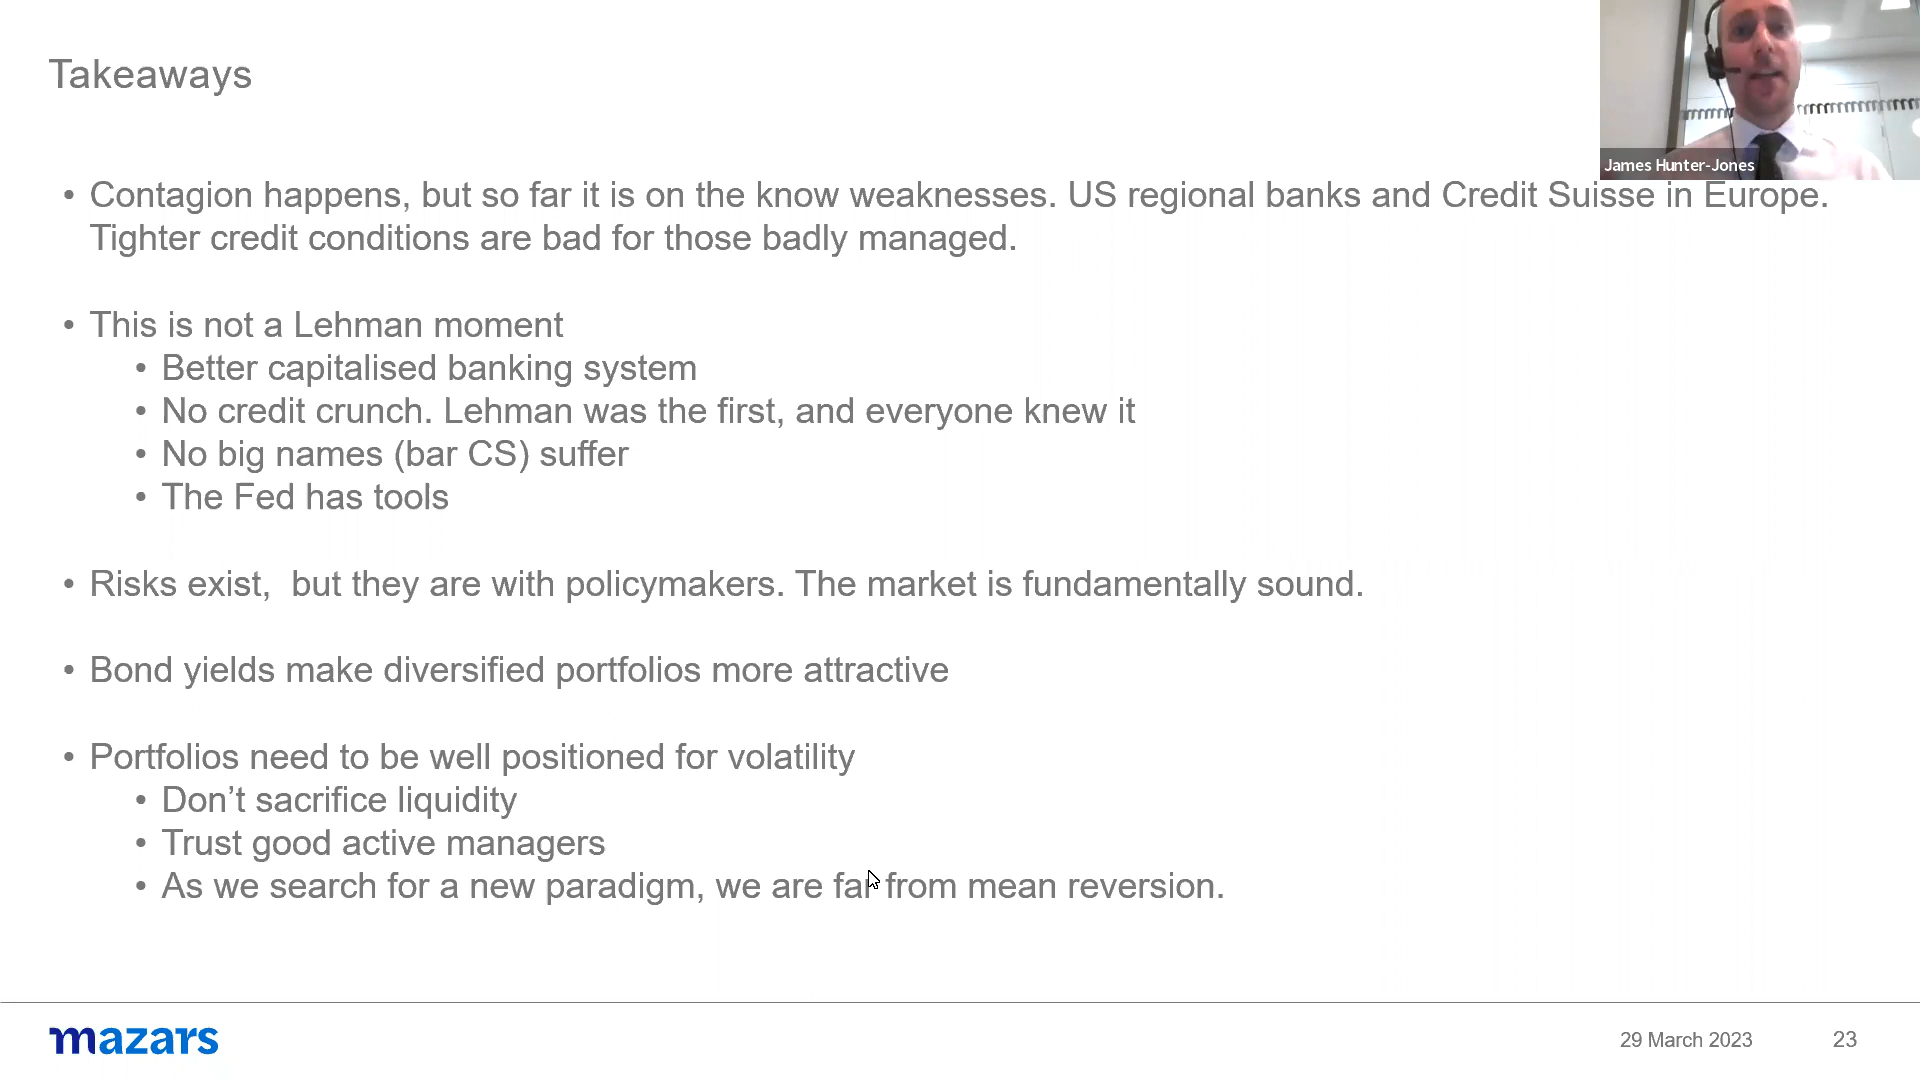 Takeaways
James Hunter-Jones
• Contagion happens, but so far it is on the know weaknesses. US regional banks and Credit Suisse in Europe.
Tighter credit conditions are bad for those badly managed.
• This is not a Lehman moment
• Better capitalised banking system
• No credit crunch. Lehman was the first, and everyone knew it
• No big names (bar CS) suffer
• The Fed has tools
• Risks exist,  but they are with policymakers. The market is fundamentally sound.
• Bond yields make diversified portfolios more attractive
• Portfolios need to be well positioned for volatility
• Don’t sacrifice liquidity
• Trust good active managers
• As we search for a new paradigm, we are far from mean reversion.
mazars
29 March 2023
23